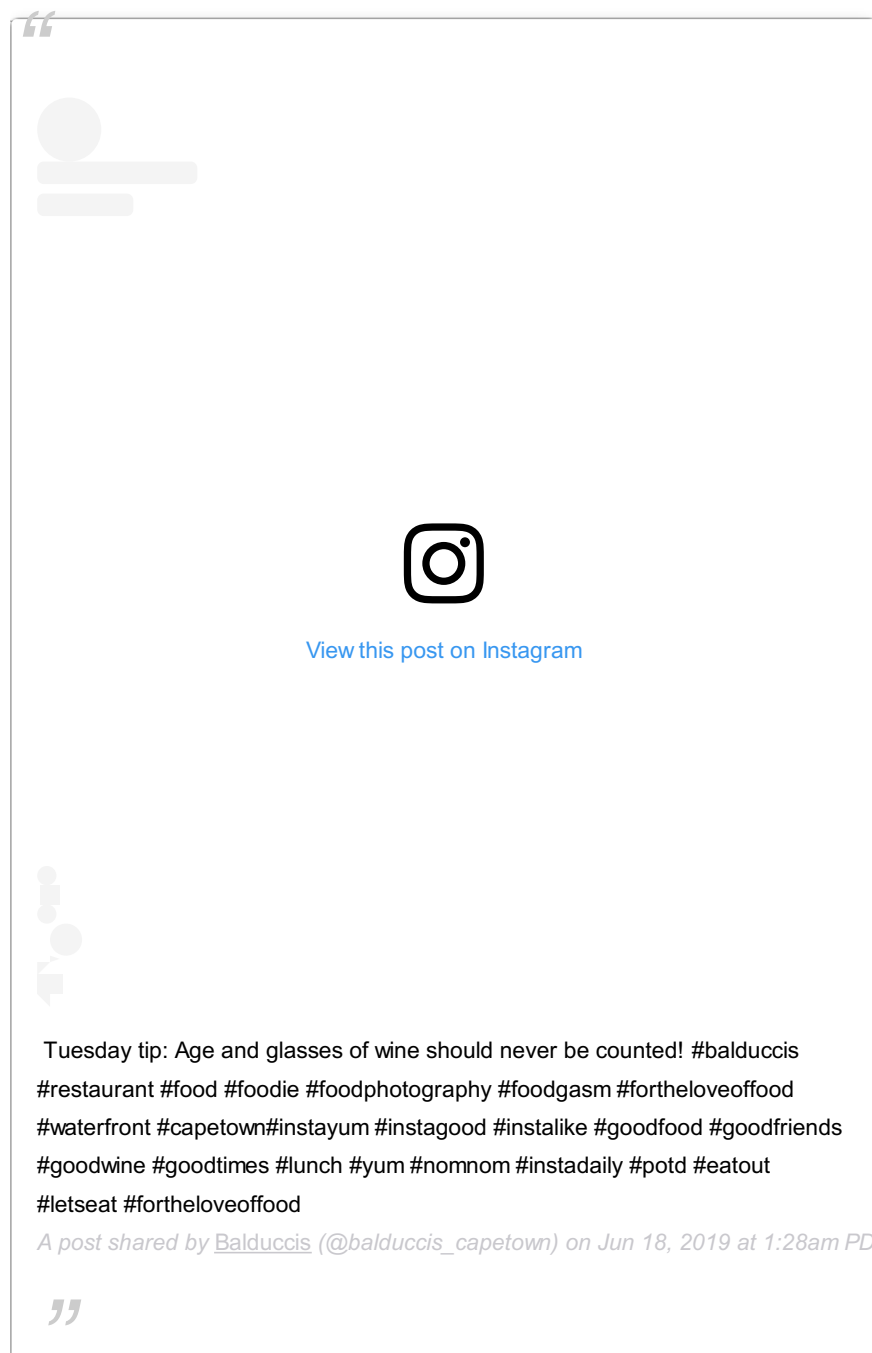 “
View this post on Instagram
Tuesday tip: Age and glasses of wine should never be counted! #balduccis
#restaurant #food #foodie #foodphotography #foodgasm #fortheloveoffood
#waterfront #capetown#instayum #instagood #instalike #goodfood #goodfriends
#goodwine #goodtimes #lunch #yum #nomnom #instadaily #potd #eatout
#letseat #fortheloveoffood
A post shared by Balduccis (@balduccis_capetown) on Jun 18, 2019 at 1:28am PD
”